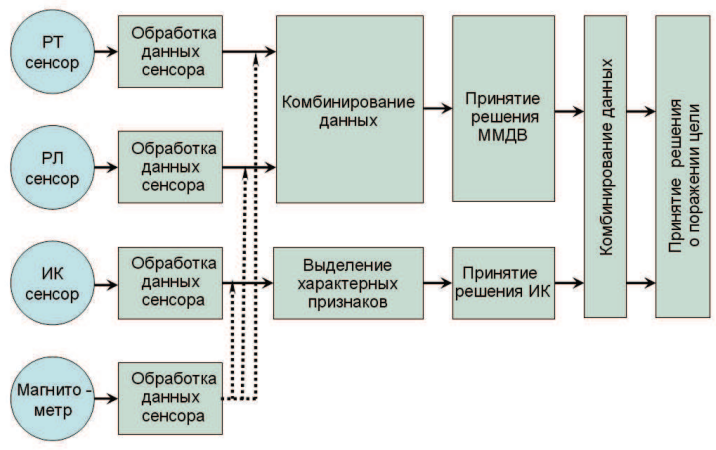 РТ
сенсор
Обработка
данных
сенсора
РЛ
сенсор
Обработка
данных
сенсора
Комбинирование
данных
Принятие
решения
ММДВ
ИК
сенсор
Обработка
данных
сенсора
Выделение
характерных
признаков
Принятие
решения ИК
Магнито -
метр
Обработка
данных
сенсора
Комбинирование данных
Принятие решения
о поражении цели